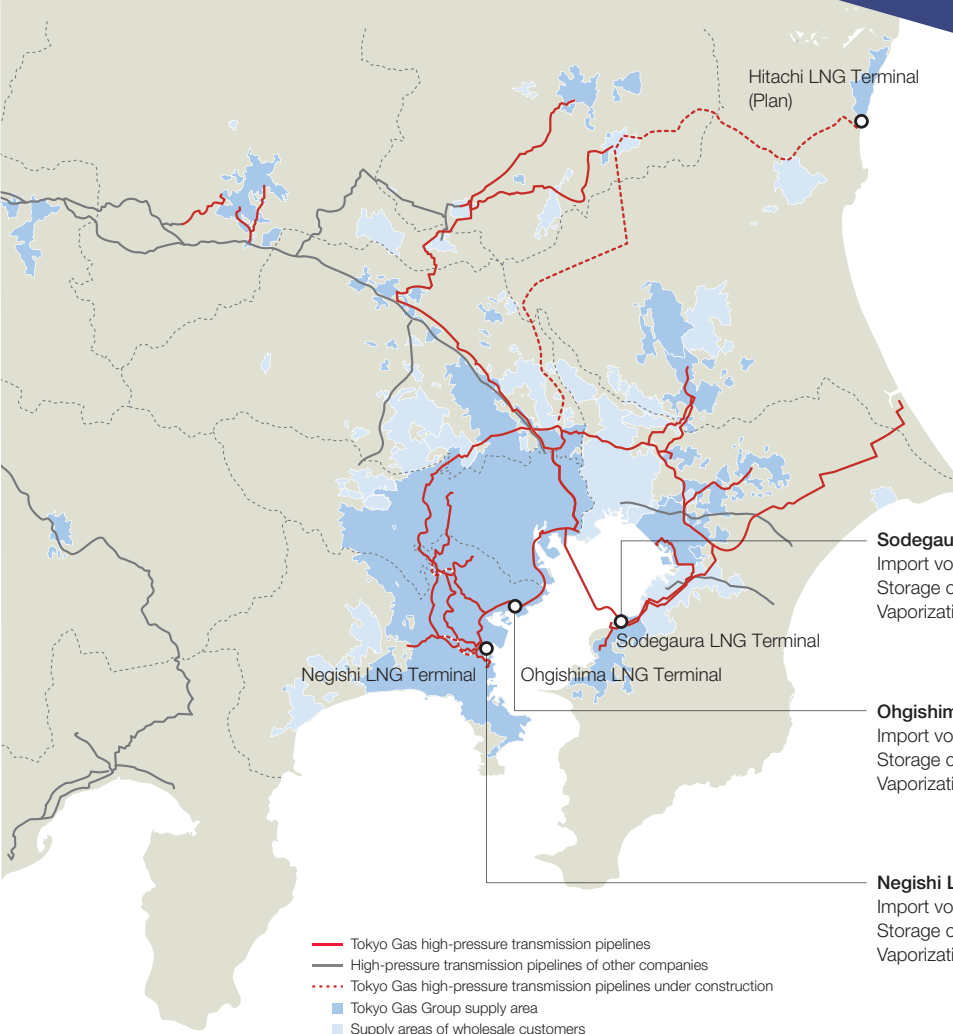 Hitachi LNG Terminal
(Plan)
Sodegau
Import vo
Storage c
Vaporizati
Sodegaura LNG Terminal
Negishi LNG Terminal
Ohgishima LNG Terminal
Ohgishim
Import vo
Storage c
Vaporizati
Negishi L
Import vo
Storage c
Vaporizati
Tokyo Gas high-pressure transmission pipelines
High-pressure transmission pipelines of other companies
Tokyo Gas high-pressure transmission pipelines under construction
Tokyo Gas Group supply area
Supply areas of wholesale customers